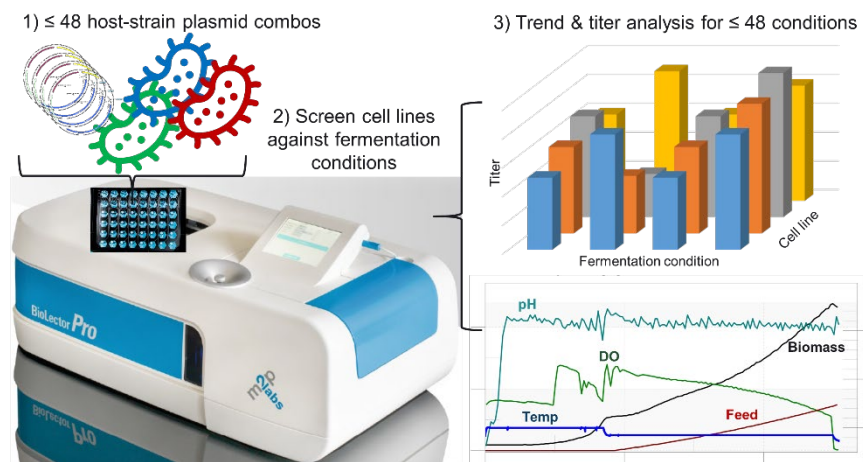 1) ≤ 48 host-strain plasmid combos
2) Screen cell lines
against fermentation
conditions
BioLector Pro
m2p
labs
3) Trend & titer analysis for ≤ 48 conditions
Titer
Cell line
Fermentation condition
pH
DO
Biomass
Temp
Feed